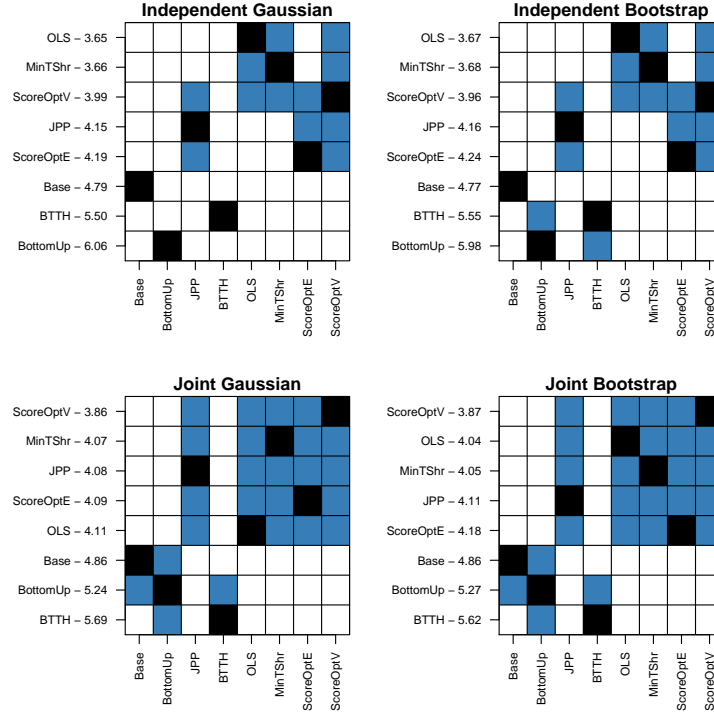 Independent Gaussian
OLS − 3.65
MinTShr − 3.66
ScoreOptV − 3.99
JPP − 4.15
ScoreOptE − 4.19
Base − 4.79
BTTH − 5.50
BottomUp − 6.06
Base
BottomUp
JPP
BTTH
OLS
MinTShr
ScoreOptE
ScoreOptV
Independent Bootstrap
OLS − 3.67
MinTShr − 3.68
ScoreOptV − 3.96
JPP − 4.16
ScoreOptE − 4.24
Base − 4.77
BTTH − 5.55
BottomUp − 5.98
Base
BottomUp
JPP
BTTH
OLS
MinTShr
ScoreOptE
ScoreOptV
Joint Gaussian
ScoreOptV − 3.86
MinTShr − 4.07
JPP − 4.08
ScoreOptE − 4.09
OLS − 4.11
Base − 4.86
BottomUp − 5.24
BTTH − 5.69
Base
BottomUp
JPP
BTTH
OLS
MinTShr
ScoreOptE
ScoreOptV
Joint Bootstrap
ScoreOptV − 3.87
OLS − 4.04
MinTShr − 4.05
JPP − 4.11
ScoreOptE − 4.18
Base − 4.86
BottomUp − 5.27
BTTH − 5.62
Base
BottomUp
JPP
BTTH
OLS
MinTShr
ScoreOptE
ScoreOptV